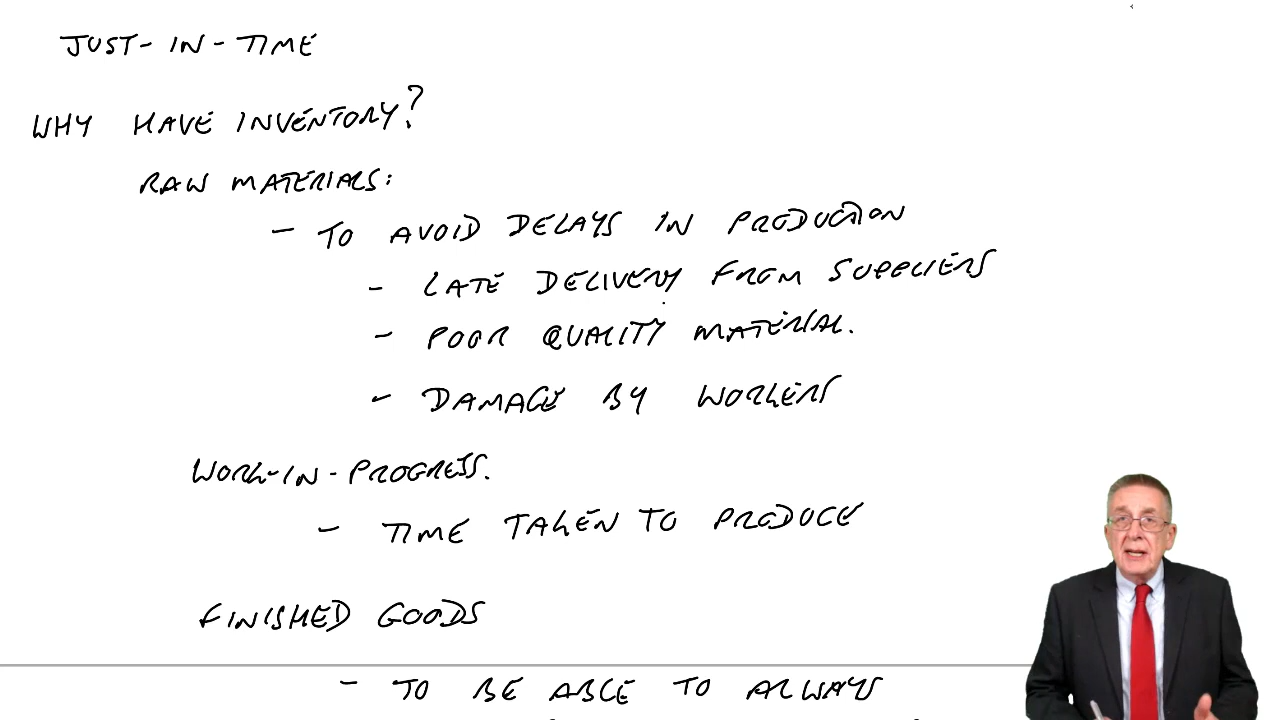 JUST-IN-TIME
WHY HAVE INVENTORY?
RAW MATERIALS:
- TO AVOID DELAYS IN PRODUCTION
- LATE DELIVERY FROM SUPPLIERS
- POOR QUALITY MATERIAL.
- DAMAGE BY WORKERS
WORK-IN-PROGRESS.
- TIME TAKEN TO PRODUCE
FINISHED GOODS
- TO BE ABLE TO ALWAYS